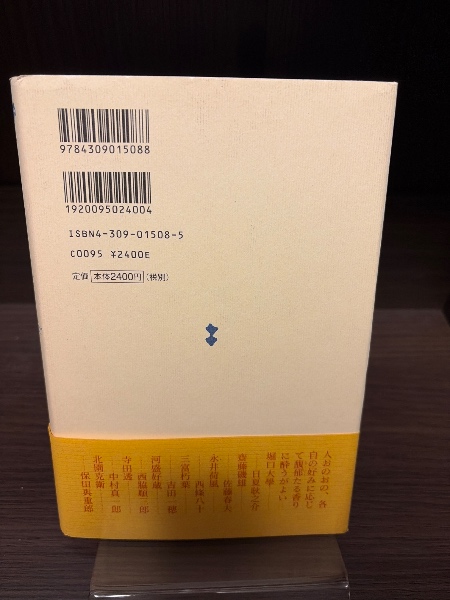 9784309015088
1920095024004
ISBN4-309-01508-5
C0095 ¥2400E
定価 本体2400円 (税別)
人おのおの、各
自の好みに応じ
て馥郁たる香り
に酔うがよい
堀口大學
日夏耿之介
齋藤磯雄
佐藤春夫
永井荷風
西條八十
三富朽葉
吉田一穂
河盛好蔵
西脇順三郎
寺田透
中村真一郎
北園克衛
保田與重郎